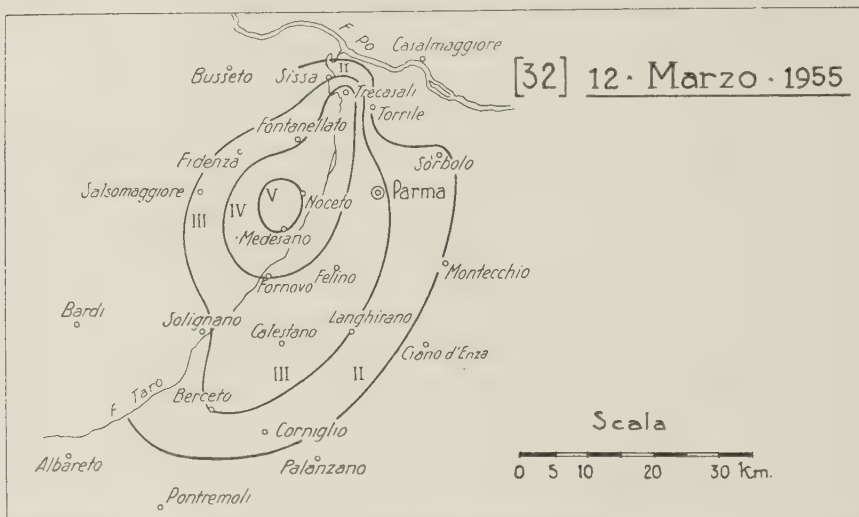 F Po
Casalmaggiore
[32] 12 · Marzo · 1955
II
Busseto
Sissa
Trecasali
Torrile
Fontanellato
Fidenza
Sorbolo
Salsomaggiore
V
Noceto
Parma
IV
III
Medesano
Fornovo
Felino
Montecchio
Bardi
Solignano
Calestano
Langhirano
Ciano d'Enza
III
II
F. Taro
Berceto
Corniglio
Scala
Albareto
Palanzano
0 5 10 20 30 Km.
Pontremoli